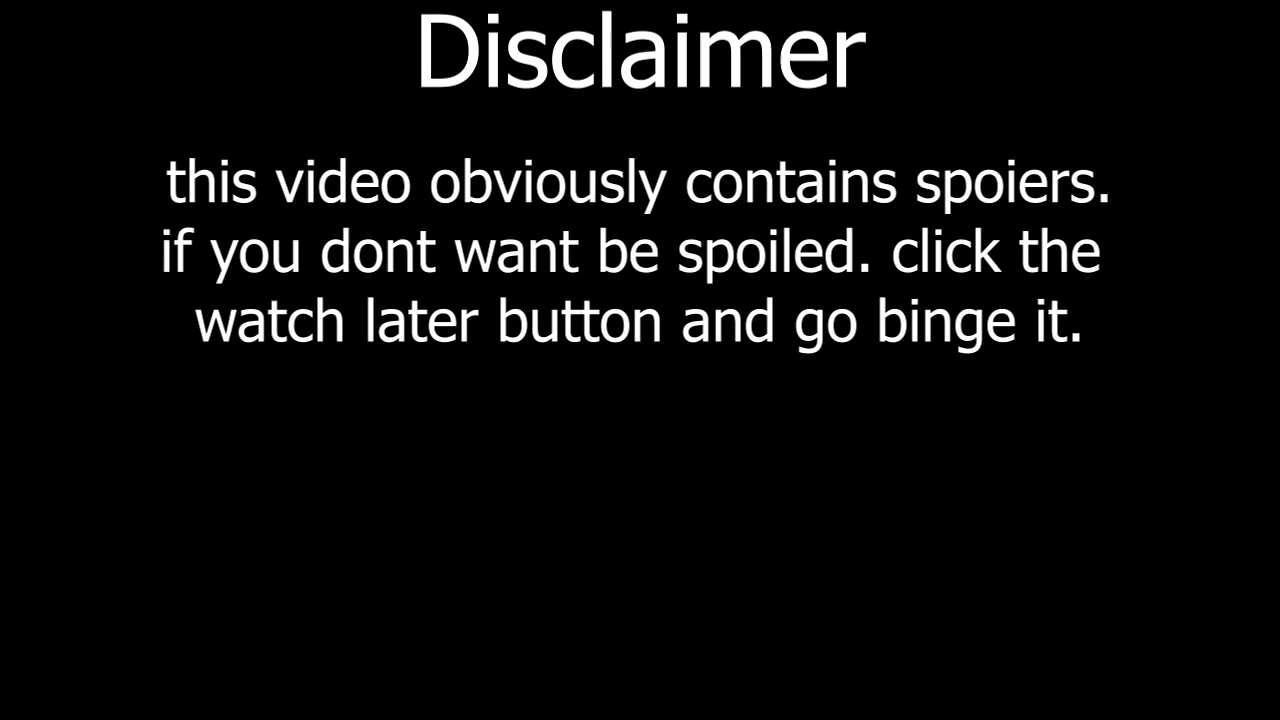 Disclaimer
this video obviously contains spoiers.
if you dont want be spoiled. click the
watch later button and go binge it.